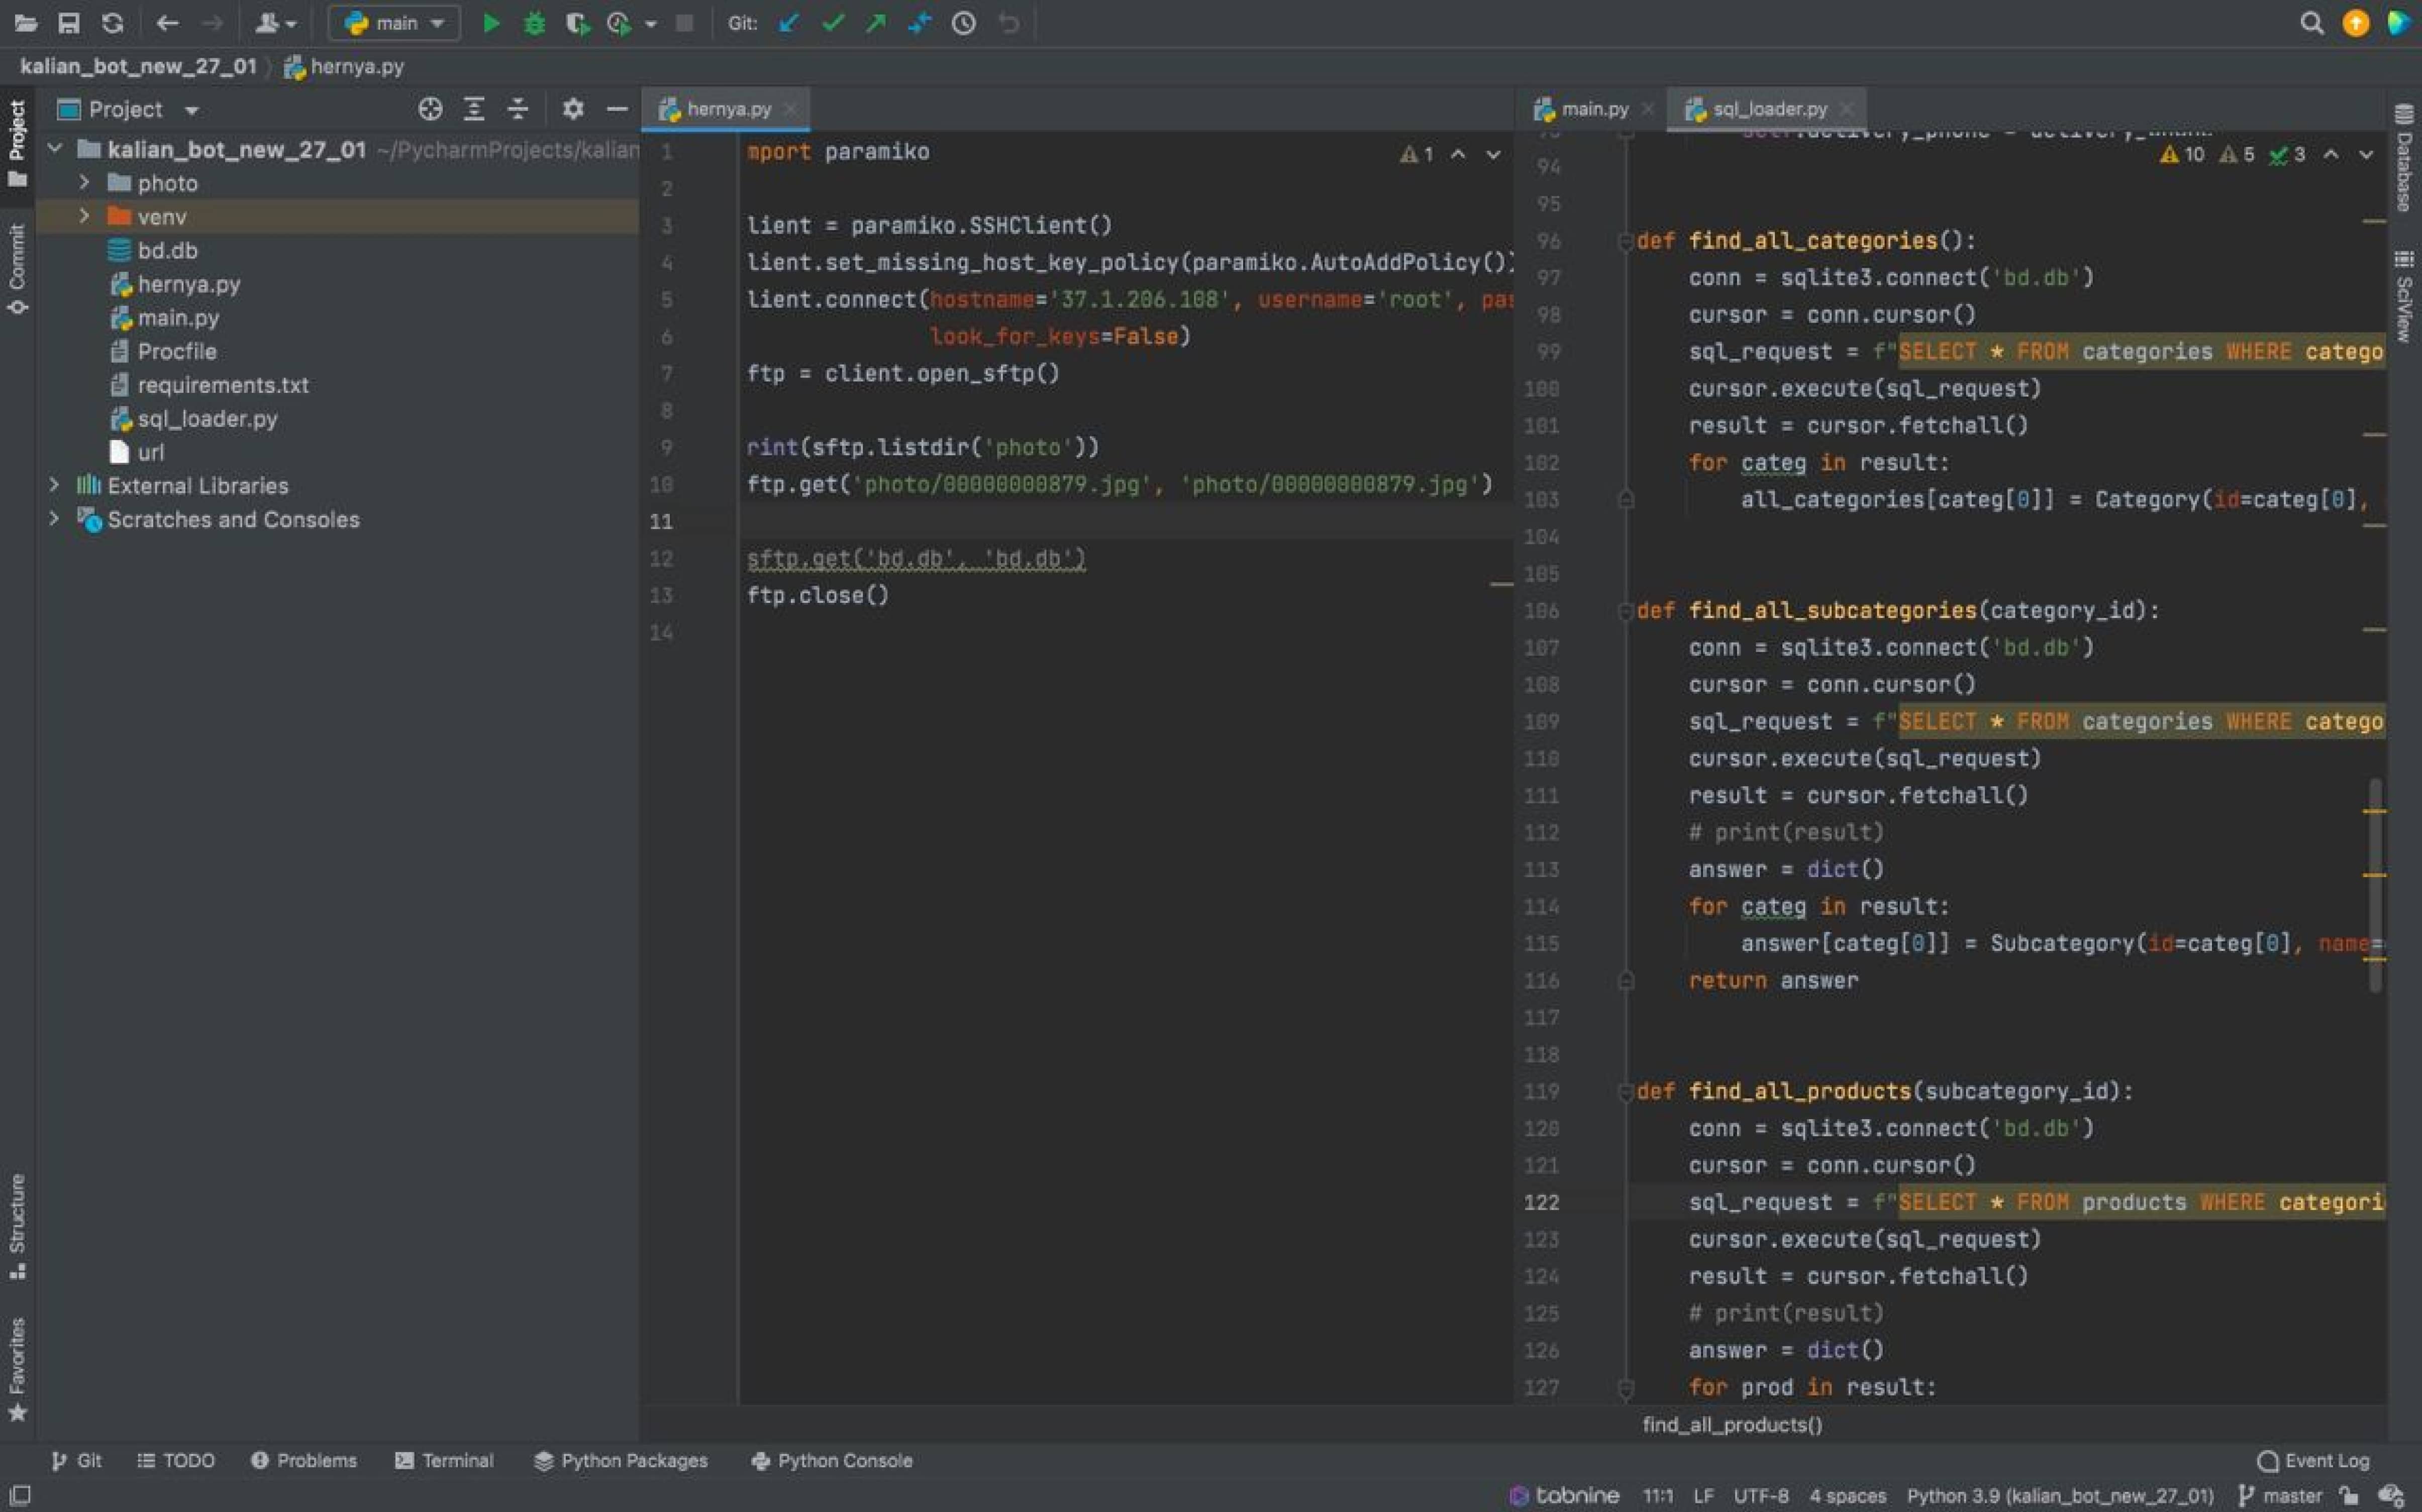 main
Git:
kalian_bot_new_27_01
hernya.py
Project
Project
Commit
Structure
Favorites
kalian_bot_new_27_01 ~/PycharmProjects/kalian
photo
venv
bd.db
hernya.py
main.py
Procfile
requirements.txt
sql_loader.py
url
External Libraries
Scratches and Consoles
hernya.py
1
1 mport paramiko
2
3 lient = paramiko.SSHClient()
4 lient.set_missing_host_key_policy(paramiko.AutoAddPolicy())
5 lient.connect(hostname='37.1.206.108', username='root', pas
6 look_for_keys=False)
7 ftp = client.open_sftp()
8
9 rint(sftp.listdir('photo'))
10 ftp.get('photo/00000000879.jpg', 'photo/00000000879.jpg')
11
12 sftp.get('bd.db', 'bd.db')
13 ftp.close()
14
main.py
sql_loader.py
10 5 3
94
95
96 def find_all_categories():
97 conn = sqlite3.connect('bd.db')
98 cursor = conn.cursor()
99 sql_request = f"SELECT * FROM categories WHERE catego
100 cursor.execute(sql_request)
101 result = cursor.fetchall()
102 for categ in result:
103 all_categories[categ[0]] = Category(id=categ[0],
104
105
106 def find_all_subcategories(category_id):
107 conn = sqlite3.connect('bd.db')
108 cursor = conn.cursor()
109 sql_request = f"SELECT * FROM categories WHERE catego
110 cursor.execute(sql_request)
111 result = cursor.fetchall()
112 # print(result)
113 answer = dict()
114 for categ in result:
115 answer[categ[0]] = Subcategory(id=categ[0], name=
116 return answer
117
118
119 def find_all_products(subcategory_id):
120 conn = sqlite3.connect('bd.db')
121 cursor = conn.cursor()
122 sql_request = f"SELECT * FROM products WHERE categori
123 cursor.execute(sql_request)
124 result = cursor.fetchall()
125 # print(result)
126 answer = dict()
127 for prod in result:
find_all_products()
Database
SciView
Git
TODO
Problems
Terminal
Python Packages
Python Console
Event Log
tabnine 11:1 LF UTF-8 4 spaces Python 3.9 (kalian_bot_new_27_01) master